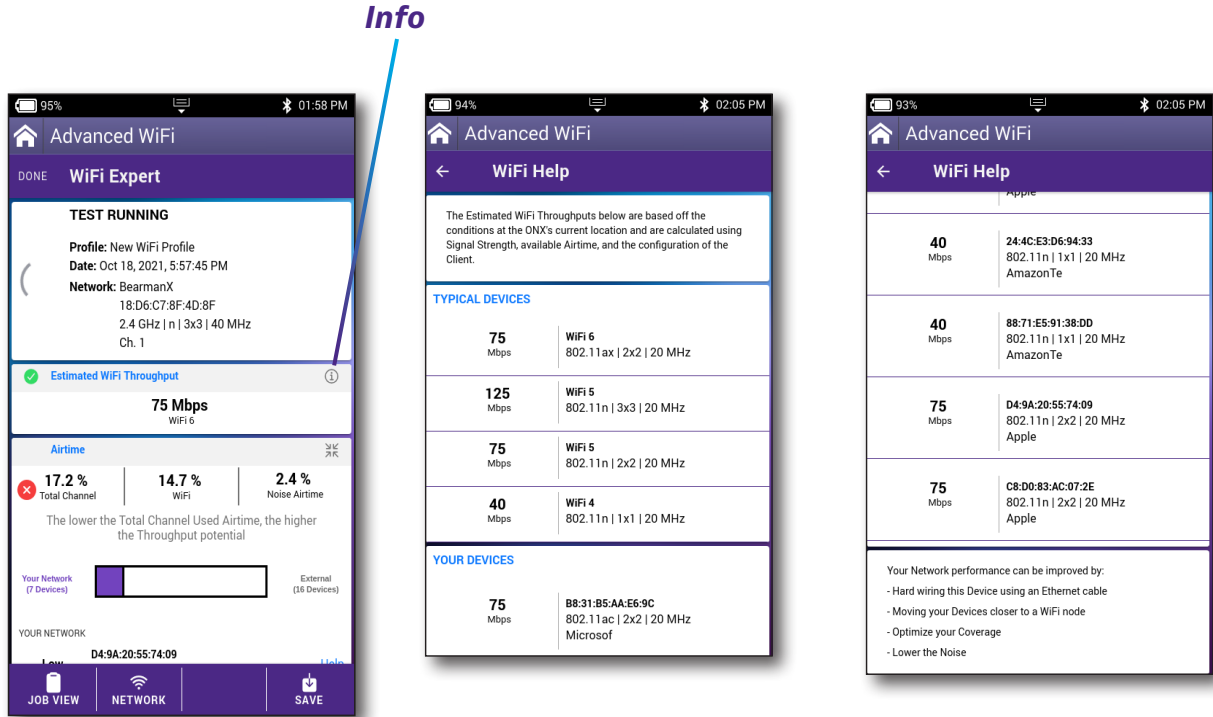 Info
95%
01:58 PM
Advanced WiFi
DONE
WiFi Expert
TEST RUNNING
Profile: New WiFi Profile
Date: Oct 18, 2021, 5:57:45 PM
Network: BearmanX
18:D6:C7:8F:4D:8F
2.4 GHz | n | 3x3 | 40 MHz
Ch. 1
Estimated WiFi Throughput
75 Mbps
WiFi 6
Airtime
17.2 %
Total Channel
14.7 %
WiFi
2.4 %
Noise Airtime
The lower the Total Channel Used Airtime, the higher
the Throughput potential
Your Network
(7 Devices)
External
(16 Devices)
YOUR NETWORK
D4:9A:20:55:74:09
Low
Help
JOB VIEW
NETWORK
SAVE
94%
02:05 PM
Advanced WiFi
WiFi Help
The Estimated WiFi Throughputs below are based off the
conditions at the ONX's current location and are calculated using
Signal Strength, available Airtime, and the configuration of the
Client.
TYPICAL DEVICES
75
Mbps
WiFi 6
802.11ax | 2x2 | 20 MHz
125
Mbps
WiFi 5
802.11n | 3x3 | 20 MHz
75
Mbps
WiFi 5
802.11n | 2x2 | 20 MHz
40
Mbps
WiFi 4
802.11n | 1x1 | 20 MHz
YOUR DEVICES
75
Mbps
B8:31:B5:AA:E6:9C
802.11ac | 2x2 | 20 MHz
Microsof
93%
02:05 PM
Advanced WiFi
WiFi Help
Apple
40
Mbps
24:4C:E3:D6:94:33
802.11n | 1x1 | 20 MHz
AmazonTe
40
Mbps
88:71:E5:91:38:DD
802.11n | 1x1 | 20 MHz
AmazonTe
75
Mbps
D4:9A:20:55:74:09
802.11n | 2x2 | 20 MHz
Apple
75
Mbps
C8:D0:83:AC:07:2E
802.11n | 2x2 | 20 MHz
Apple
Your Network performance can be improved by:
- Hard wiring this Device using an Ethernet cable
- Moving your Devices closer to a WiFi node
- Optimize your Coverage
- Lower the Noise